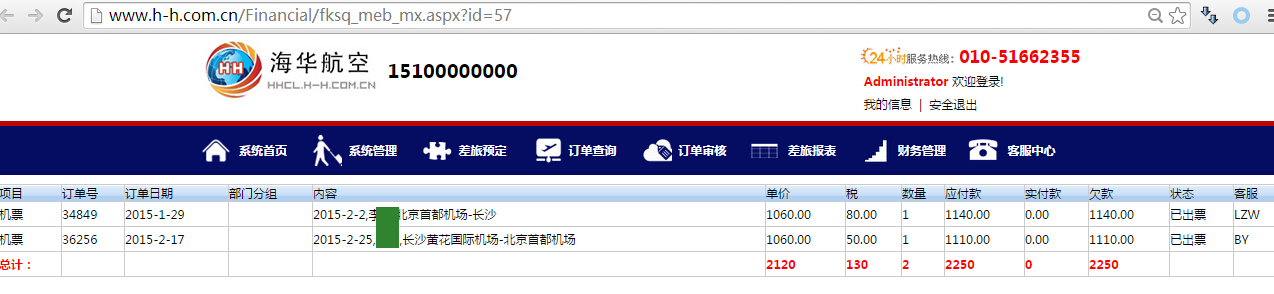 www.h-h.com.cn/Financial/fksq_meb_mx.aspx?id=57
海华航空
HHCL.H-H.COM.CN
15100000000
24小时服务热线：010-51662355
Administrator 欢迎登录!
我的信息 | 安全退出
HH
系统首页 系统管理 差旅预定 订单查询 订单审核 差旅报表 财务管理 客服中心
项目 订单号 订单日期 部门分组 内容 单价 税 数量 应付款 实付款 欠款 状态 客服
机票 34849 2015-1-29 2015-2-2,李 北京首都机场-长沙 1060.00 80.00 1 1140.00 0.00 1140.00 已出票 LZW
机票 36256 2015-2-17 2015-2-25, ,长沙黄花国际机场-北京首都机场 1060.00 50.00 1 1110.00 0.00 1110.00 已出票 BY
总计： 2120 130 2 2250 0 2250